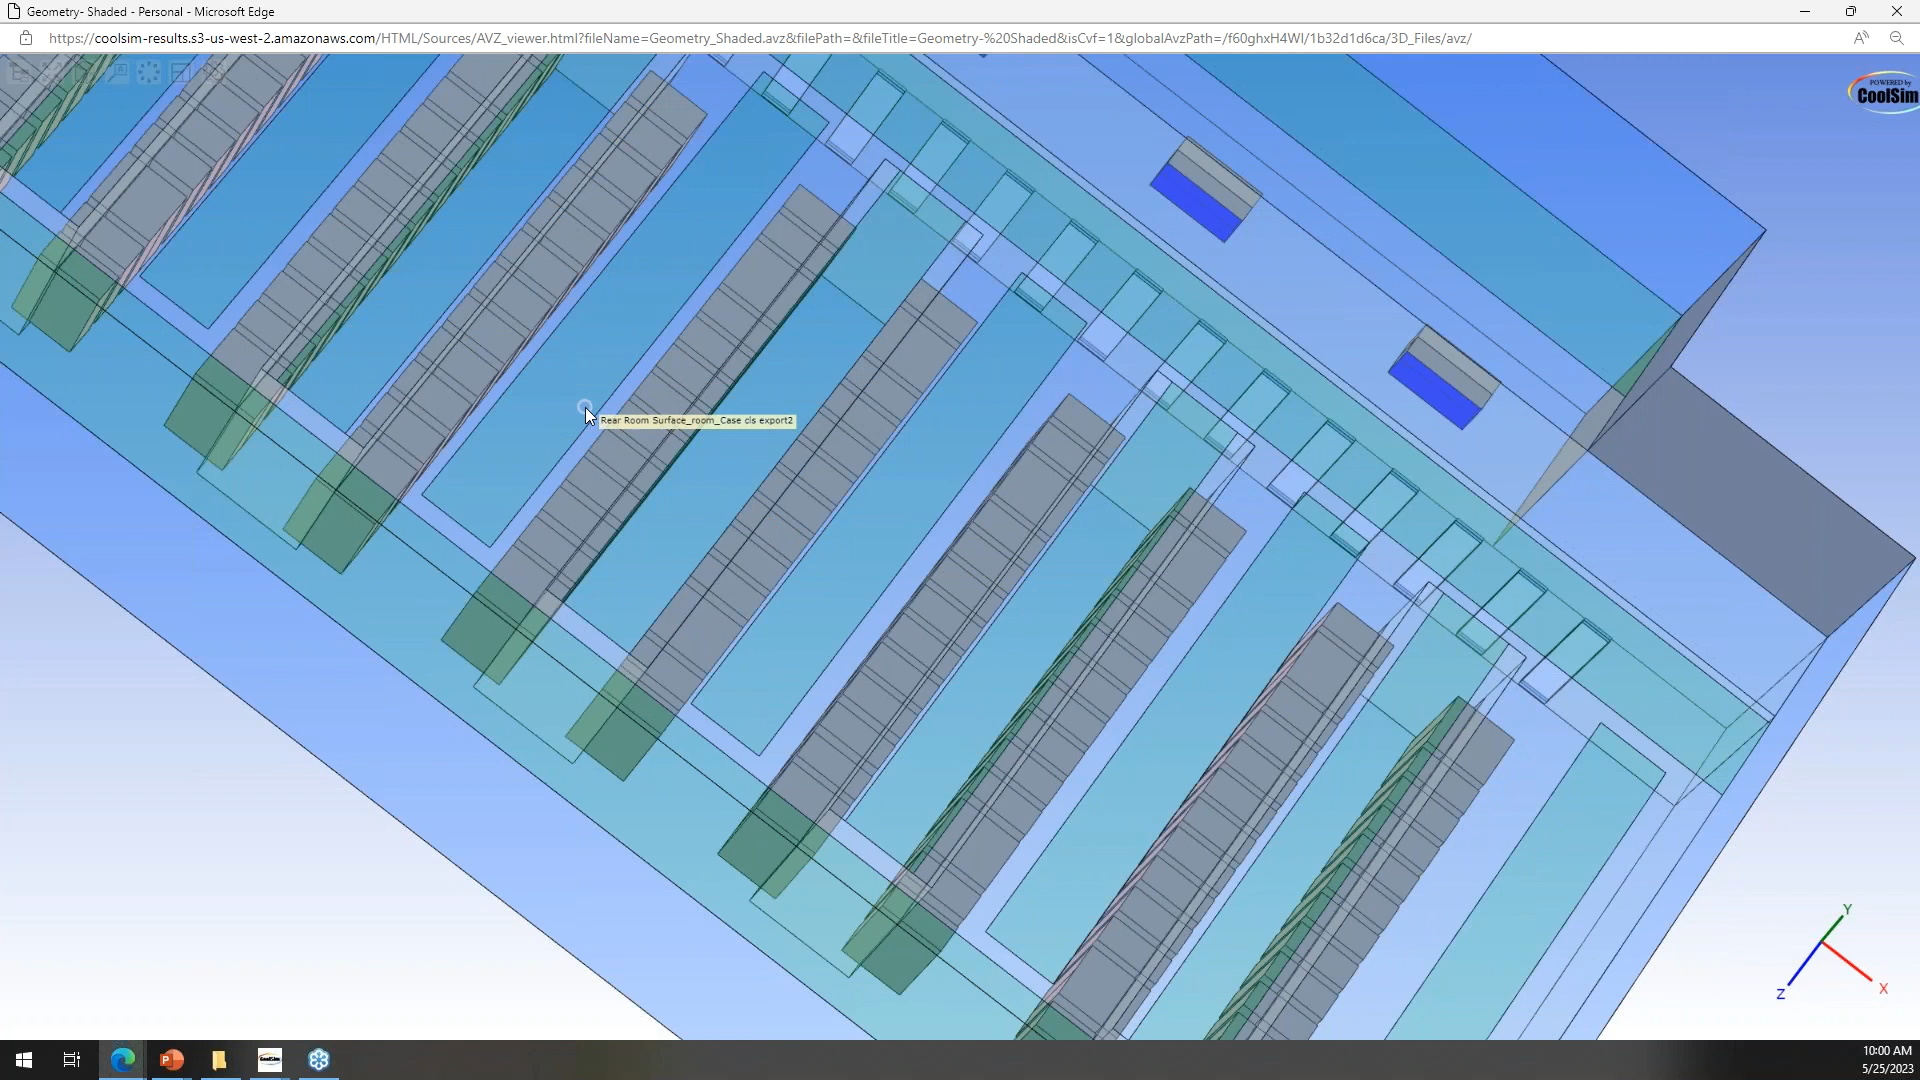 Geometry- Shaded - Personal - Microsoft Edge
https://coolsim-results.s3-us-west-2.amazonaws.com/HTML/Sources/AVZ_viewer.html?fileName=Geometry_Shaded.avz&filePath=&fileTitle=Geometry-%20Shaded&isCvf=1&globalAvzPath=/f60ghxH4WI/1b32d1d6ca/3D_Files/avz/
POWERED by
CoolSim
Rear Room Surface_room_Case cls export2
Y
X
Z
CoolSim
10:00 AM
5/25/2023